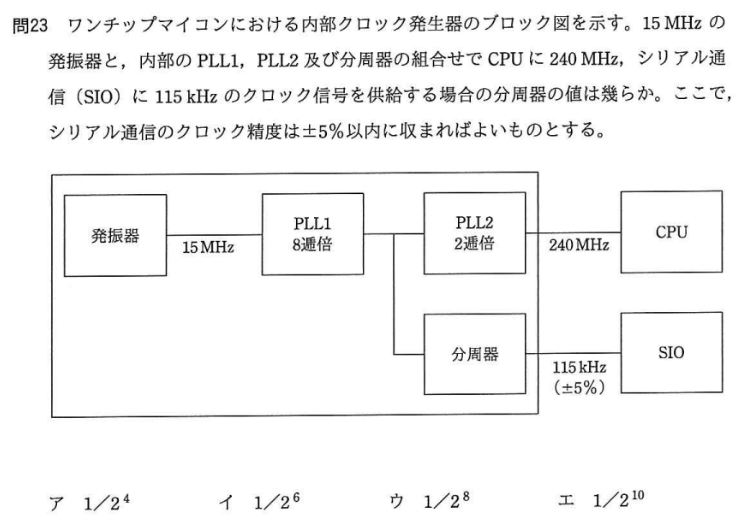 問23 ワンチップマイコンにおける内部クロック発生器のブロック図を示す。15 MHz の
発振器と，内部の PLL1，PLL2 及び分周器の組合せで CPU に 240 MHz，シリアル通
信（SIO）に 115 kHz のクロック信号を供給する場合の分周器の値は幾らか。ここで，
シリアル通信のクロック精度は±5％以内に収まればよいものとする。
発振器
15 MHz
PLL1
8逓倍
PLL2
2逓倍
240 MHz
CPU
分周器
115 kHz
（±5％）
SIO
ア 1／2⁴ イ 1／2⁶ ウ 1／2⁸ エ 1／2¹⁰